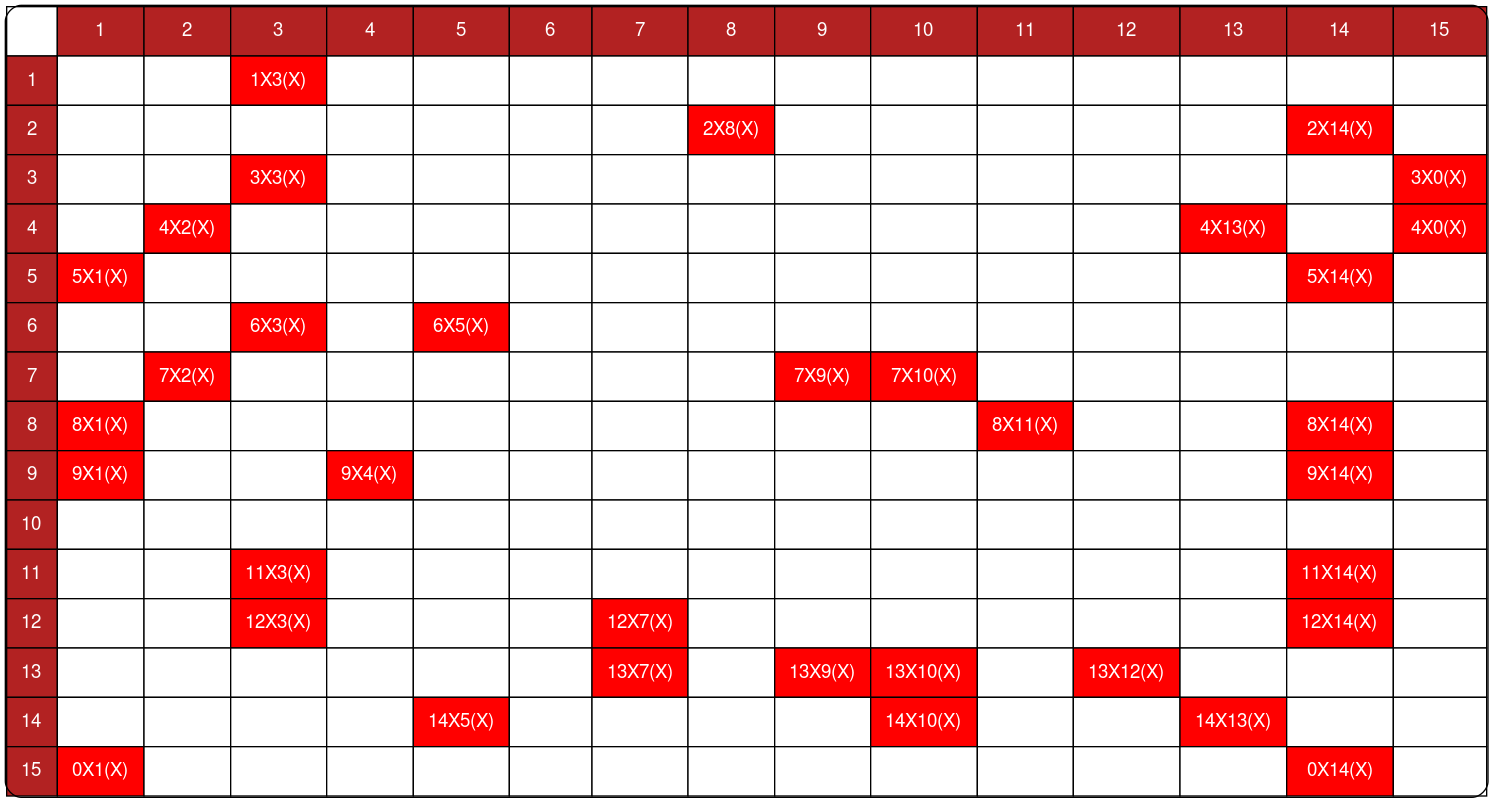 1 2 3 4 5 6 7 8 9 10 11 12 13 14 15
1 1X3(X)
2 2X8(X) 2X14(X)
3 3X3(X) 3X0(X)
4 4X2(X) 4X13(X) 4X0(X)
5 5X1(X) 5X14(X)
6 6X3(X) 6X5(X)
7 7X2(X) 7X9(X) 7X10(X)
8 8X1(X) 8X11(X) 8X14(X)
9 9X1(X) 9X4(X) 9X14(X)
10
11 11X3(X) 11X14(X)
12 12X3(X) 12X7(X) 12X14(X)
13 13X7(X) 13X9(X) 13X10(X) 13X12(X)
14 14X5(X) 14X10(X) 14X13(X)
15 0X1(X) 0X14(X)